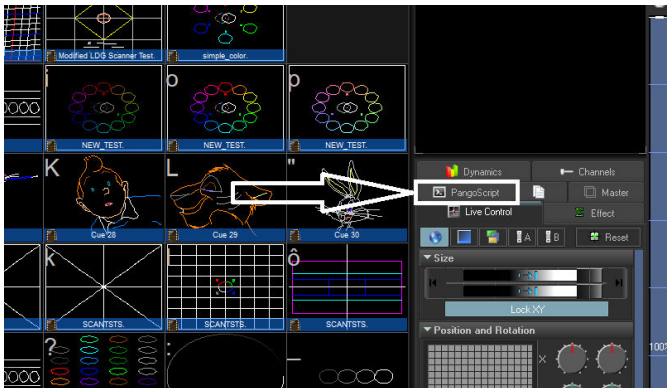 Modified LDG Scanner Test.
simple_color.
i
o
p
NEW_TEST.
NEW_TEST.
NEW_TEST.
Dynamics
Channels
K
L
"
PangoScript
Master
Cue 28
Cue 29
Cue 30
Live Control
Effect
A
B
Reset
k
l
ô
Size
Lock XY
SCANTSTS.
SCANTSTS.
SCANTSTS.
Position and Rotation
?
:
_
X
100%